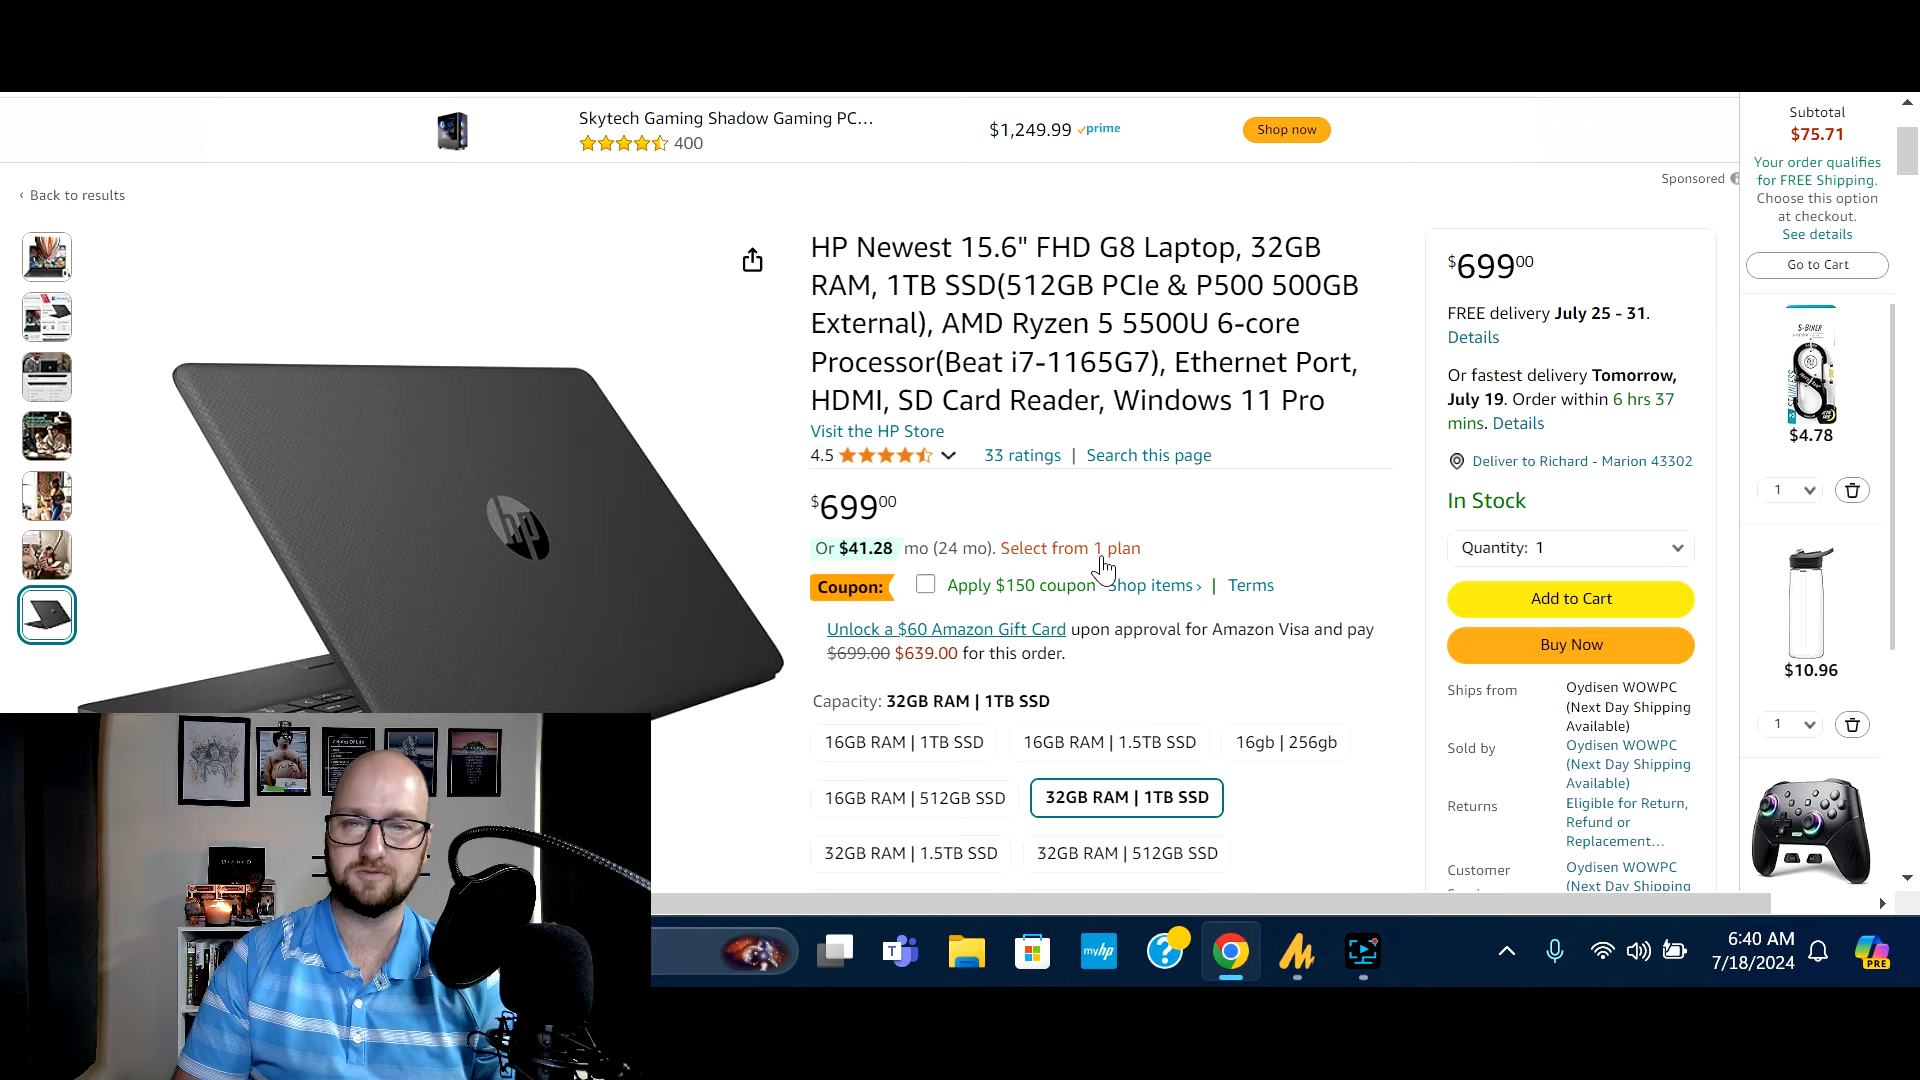 Skytech Gaming Shadow Gaming PC...
400
$1,249.99 prime
Shop now
Sponsored
‹ Back to results
HP Newest 15.6" FHD G8 Laptop, 32GB
RAM, 1TB SSD(512GB PCIe & P500 500GB
External), AMD Ryzen 5 5500U 6-core
Processor(Beat i7-1165G7), Ethernet Port,
HDMI, SD Card Reader, Windows 11 Pro
Visit the HP Store
4.5 33 ratings | Search this page
$69900
Or $41.28 mo (24 mo). Select from 1 plan
Coupon: Apply $150 coupon Shop items › | Terms
Unlock a $60 Amazon Gift Card upon approval for Amazon Visa and pay
$699.00 $639.00 for this order.
Capacity: 32GB RAM | 1TB SSD
16GB RAM | 1TB SSD
16GB RAM | 1.5TB SSD
16gb | 256gb
16GB RAM | 512GB SSD
32GB RAM | 1TB SSD
32GB RAM | 1.5TB SSD
32GB RAM | 512GB SSD
hp
$69900
FREE delivery July 25 - 31.
Details
Or fastest delivery Tomorrow,
July 19. Order within 6 hrs 37
mins. Details
Deliver to Richard - Marion 43302
In Stock
Quantity: 1
Add to Cart
Buy Now
Ships from
Oydisen WOWPC
(Next Day Shipping
Available)
Sold by
Oydisen WOWPC
(Next Day Shipping
Available)
Returns
Eligible for Return,
Refund or
Replacement...
Customer
Oydisen WOWPC
(Next Day Shipping
Subtotal
$75.71
Your order qualifies
for FREE Shipping.
Choose this option
at checkout.
See details
Go to Cart
S-BINER
$4.78
1
$10.96
1
DIABLO
myhp
6:40 AM
7/18/2024
PRE